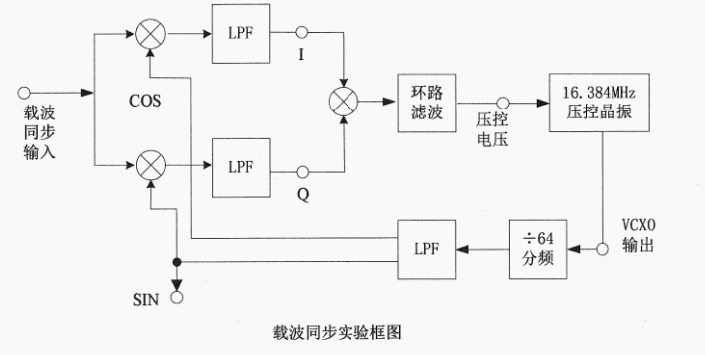 LPF
I
COS
载波
同步
输入
环路
滤波
压控
电压
16.384MHz
压控晶振
LPF
Q
LPF
÷64
分频
VCXO
输出
SIN
载波同步实验框图